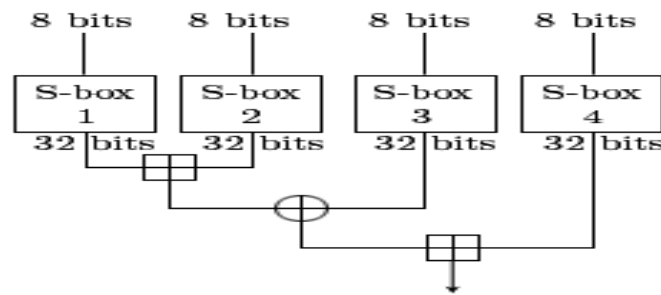 8 bits 8 bits 8 bits 8 bits
S-box S-box S-box S-box
1 2 3 4
32 bits 32 bits 32 bits 32 bits